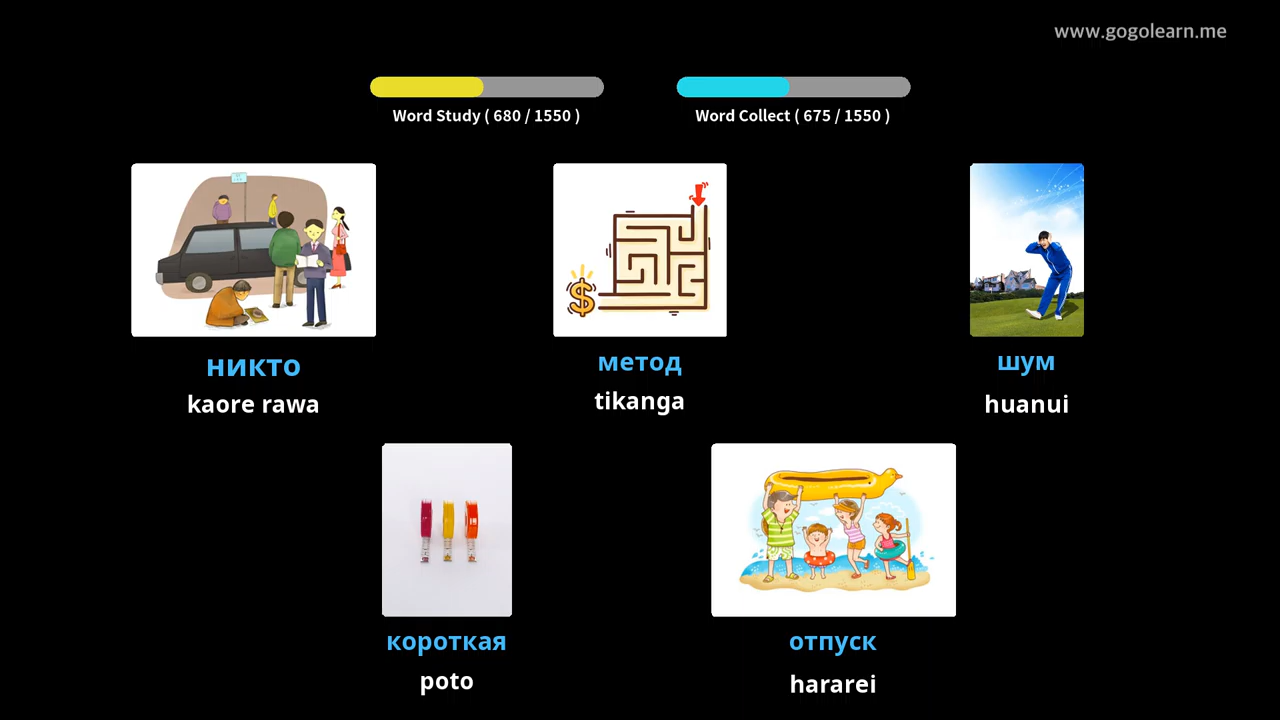 www.gogolearn.me
Word Study ( 680 / 1550 )
Word Collect ( 675 / 1550 )
никто
kaore rawa
метод
tikanga
шум
huanui
короткая
poto
отпуск
hararei